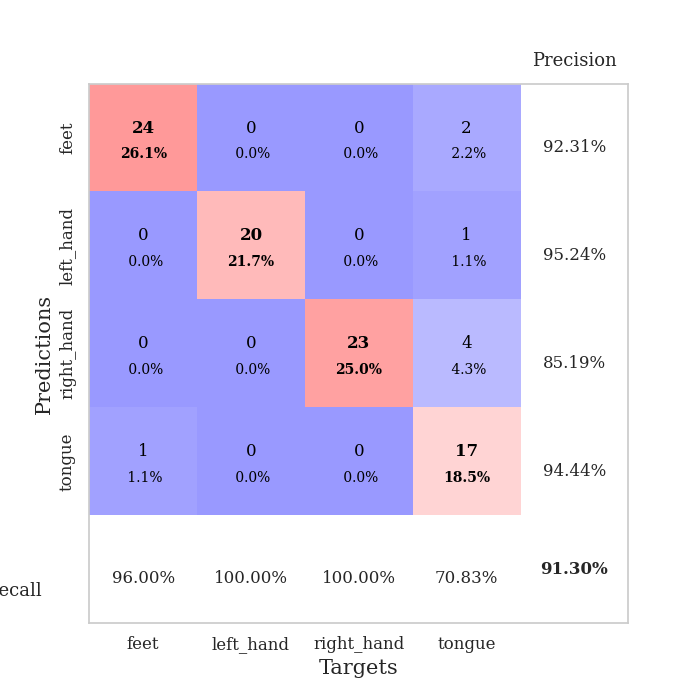 Precision
feet 24 0 0 2
26.1% 0.0% 0.0% 2.2% 92.31%
left_hand 0 20 0 1
0.0% 21.7% 0.0% 1.1% 95.24%
Predictions
right_hand 0 0 23 4
0.0% 0.0% 25.0% 4.3% 85.19%
tongue 1 0 0 17
1.1% 0.0% 0.0% 18.5% 94.44%
ecall 96.00% 100.00% 100.00% 70.83% 91.30%
feet left_hand right_hand tongue
Targets